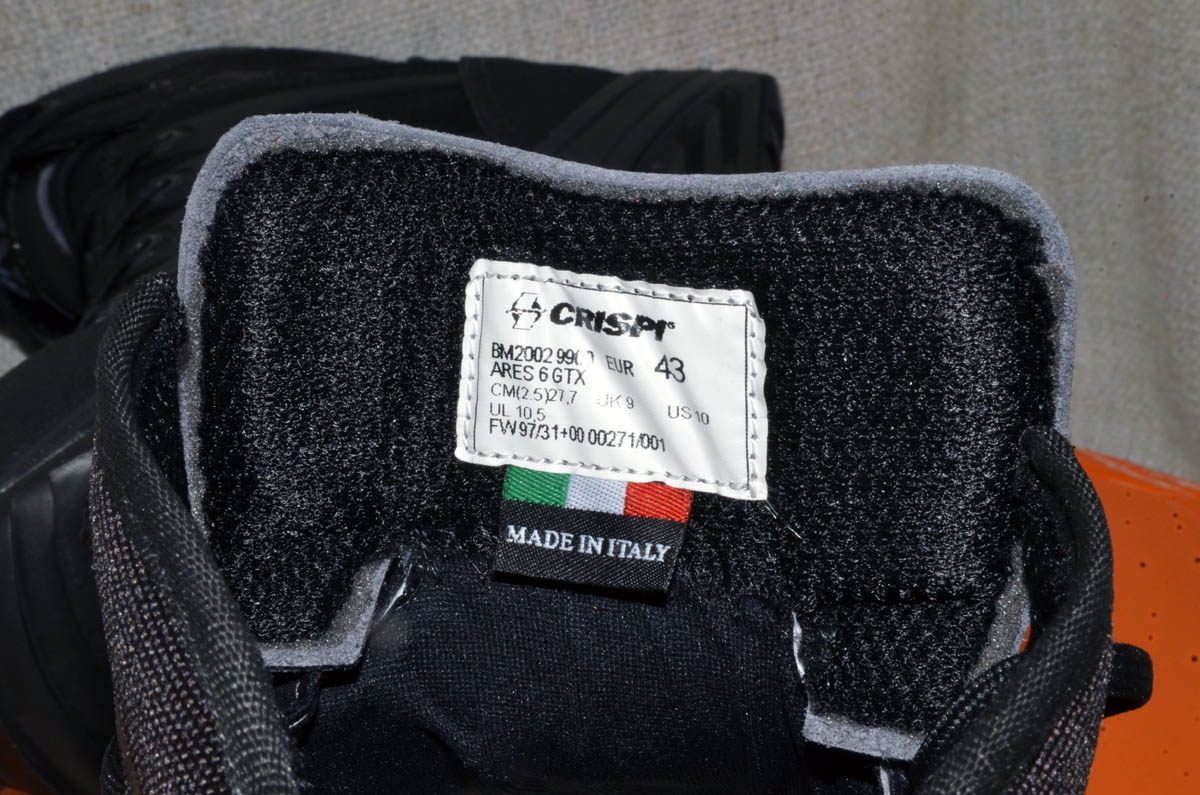 CRISPI®
BM2002 EUR 43
ARES 6 GTX
CM(2.5)27,7 UK 9 US 10
UL 10,5
FW97/31+00 00271/001
MADE IN ITALY